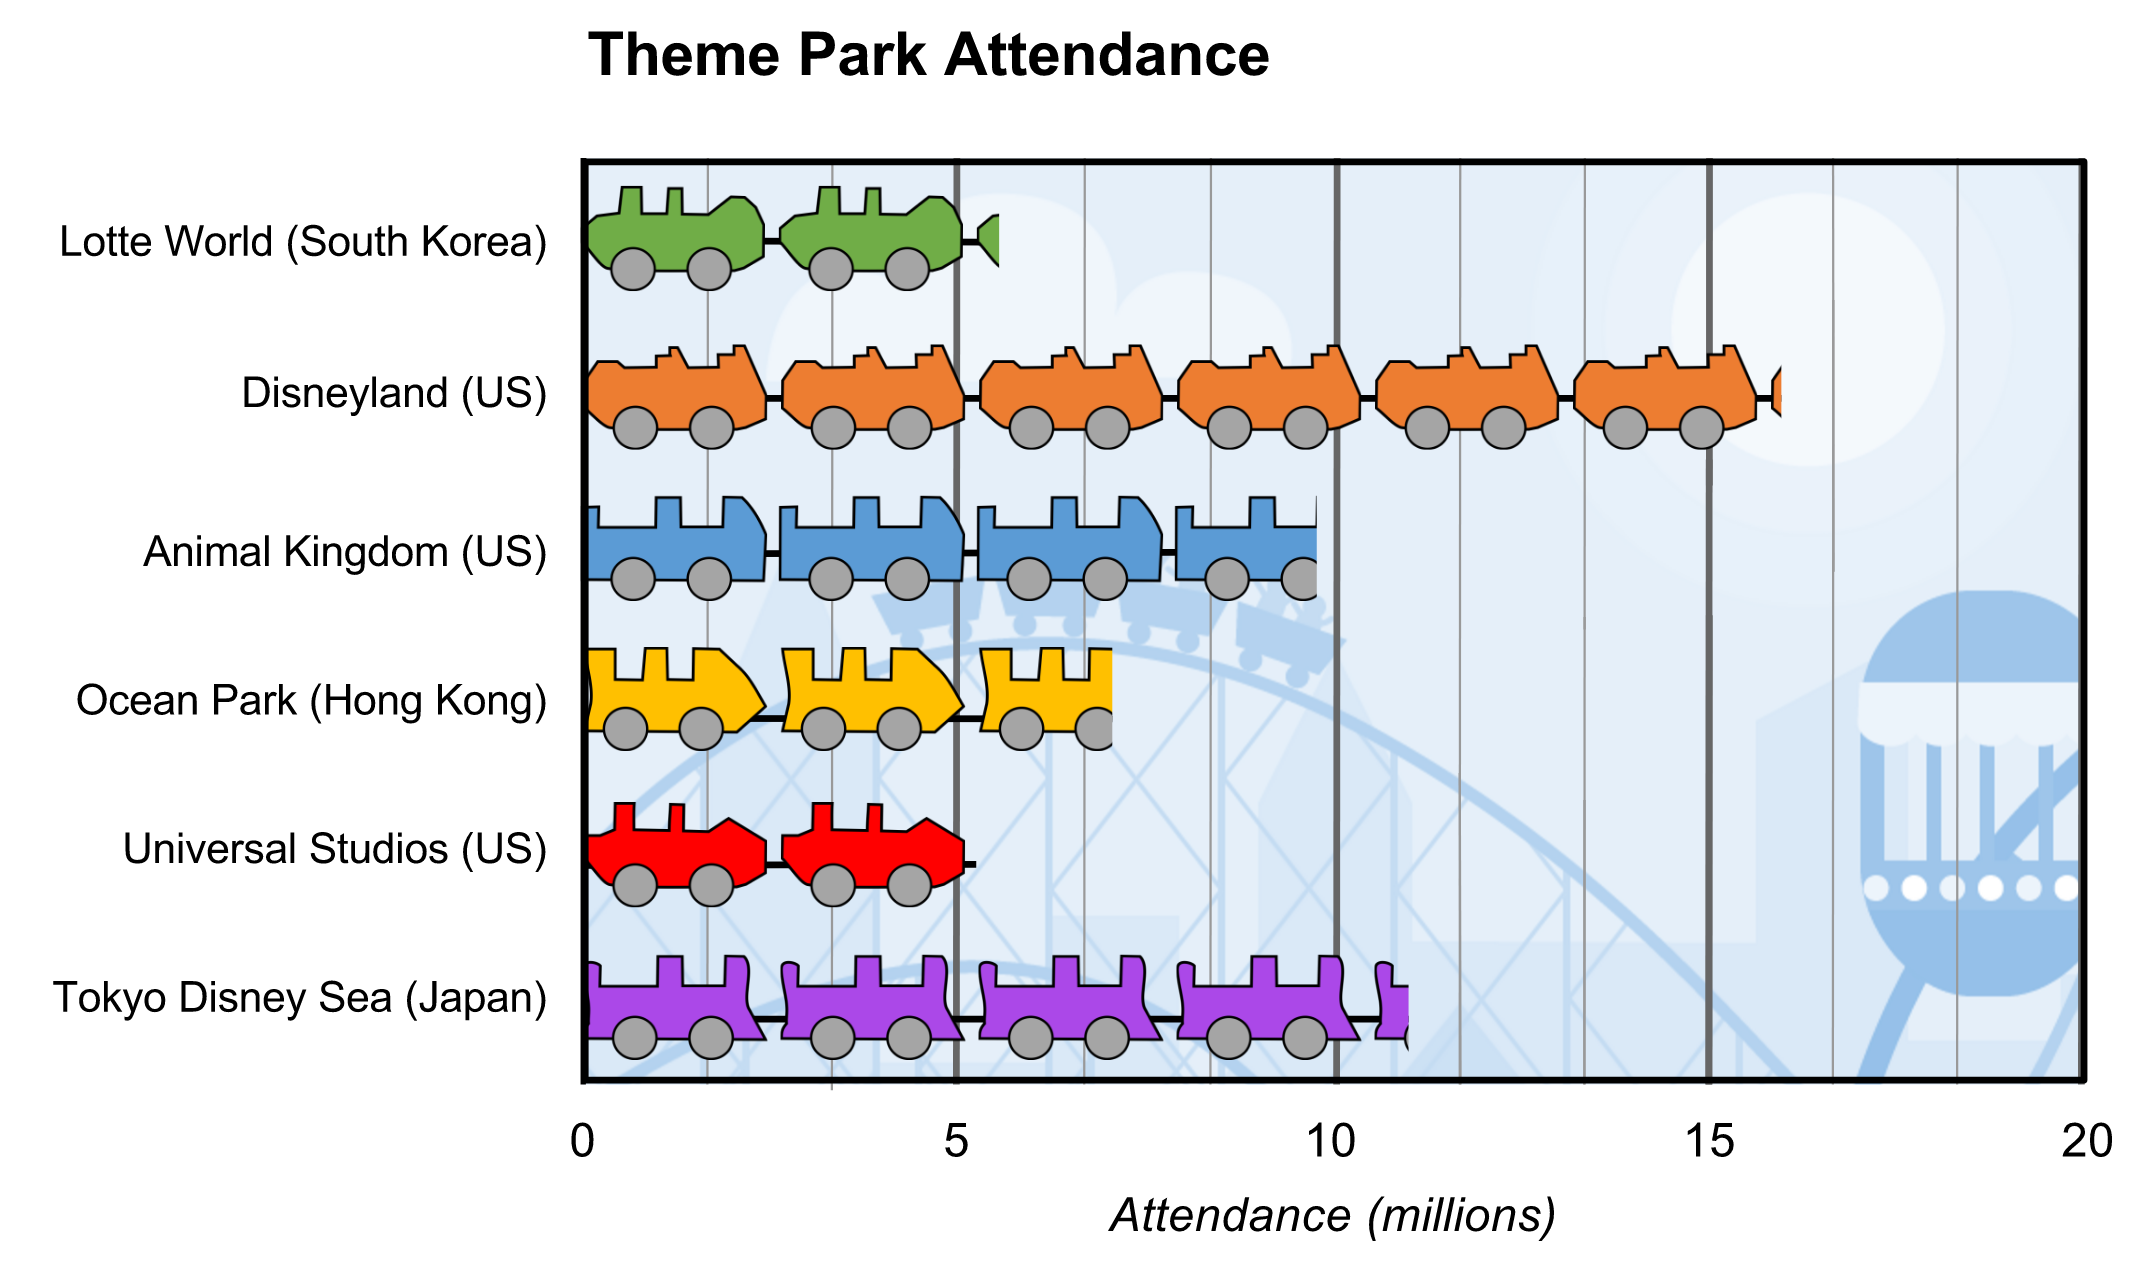 Theme Park Attendance
Lotte World (South Korea)
Disneyland (US)
Animal Kingdom (US)
Ocean Park (Hong Kong)
Universal Studios (US)
Tokyo Disney Sea (Japan)
0 5 10 15 20
Attendance (millions)